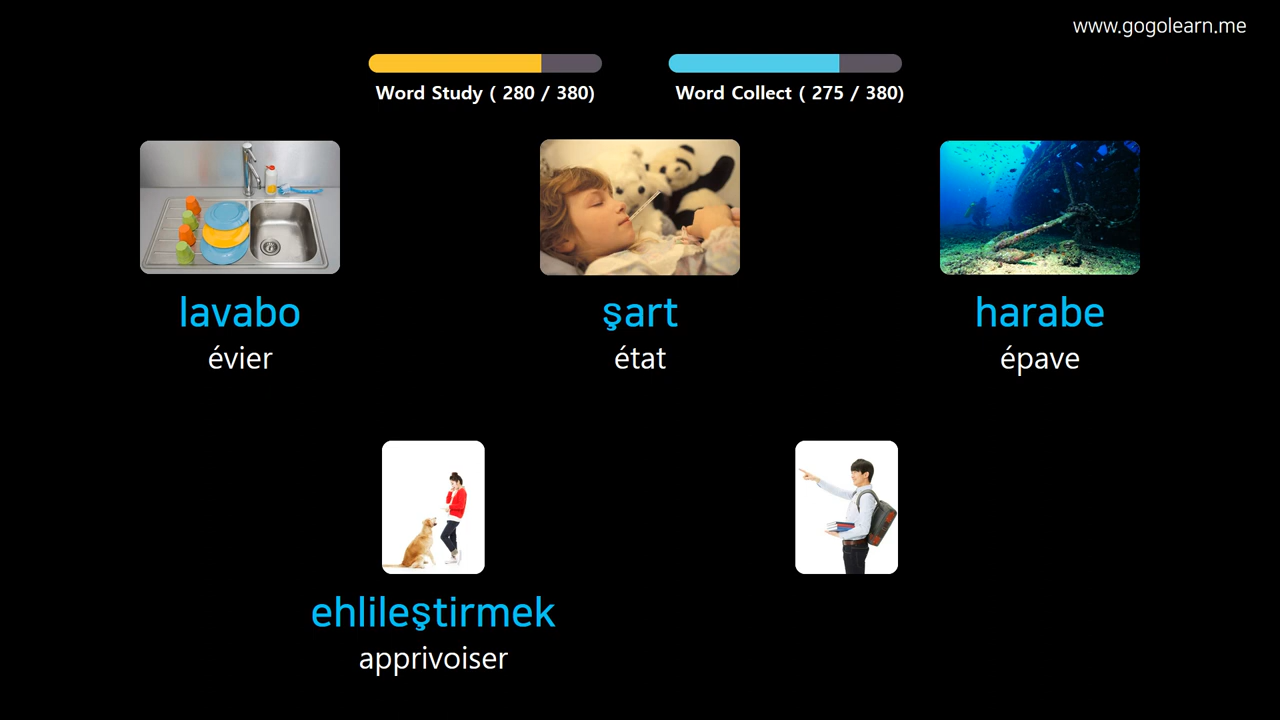 www.gogolearn.me
Word Study ( 280 / 380)
Word Collect ( 275 / 380)
lavabo
évier
şart
état
harabe
épave
ehlileştirmek
apprivoiser